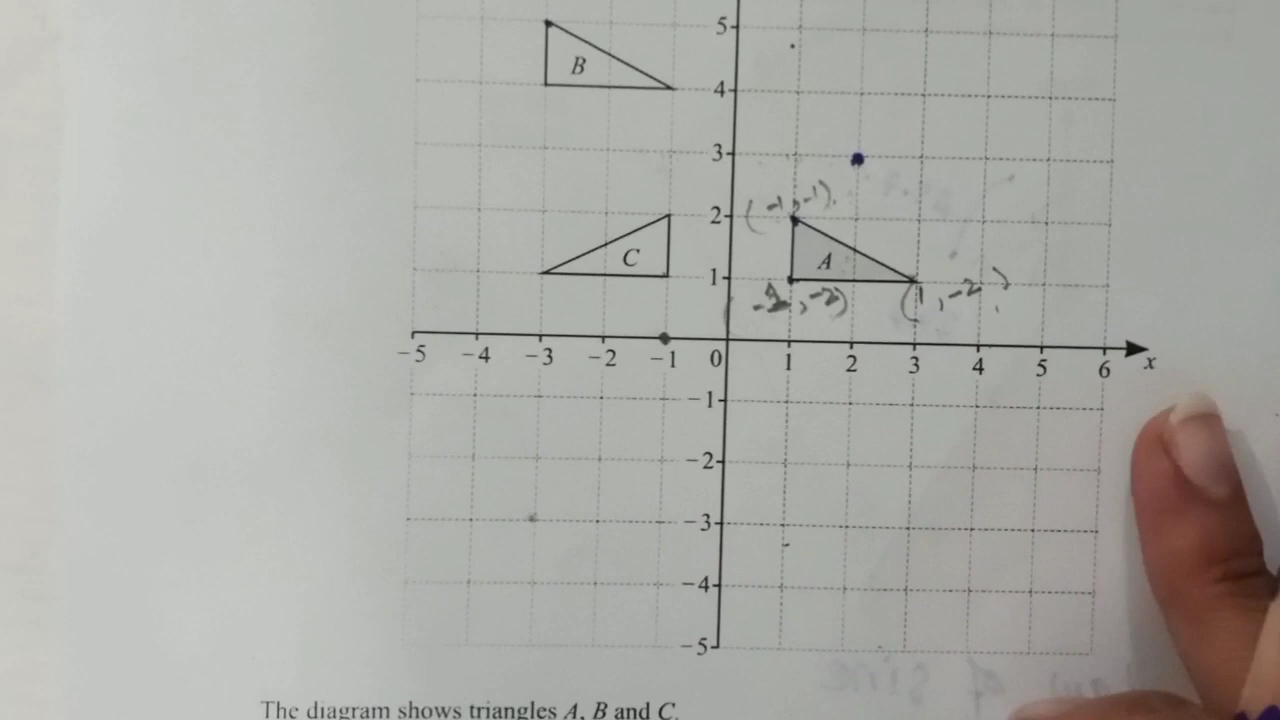 5
B
4
3
(-1,-1).
2
C
A
1
(1,-2)
-5 -4 -3 -2 -1 0 1 2 3 4 5 6 x
-1
-2
-3
-4
-5
The diagram shows triangles A, B and C.